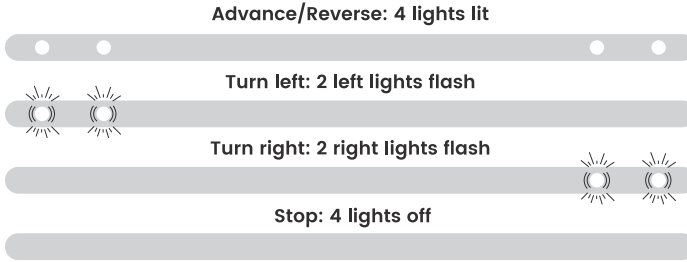 Advance/Reverse: 4 lights lit
Turn left: 2 left lights flash
Turn right: 2 right lights flash
Stop: 4 lights off